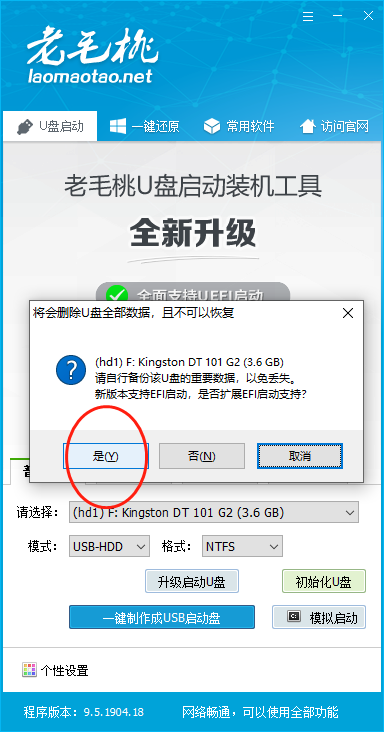 老毛桃
laomaotao.net
U盘启动
一键还原
常用软件
访问官网
老毛桃U盘启动装机工具
全新升级
全面支持UEFI启动
将会删除U盘全部数据，且不可以恢复
(hd1) F: Kingston DT 101 G2 (3.6 GB)
请自行备份该U盘的重要数据，以免丢失。
新版本支持EFI启动，是否扩展EFI启动支持?
是(Y)
否(N)
取消
请选择：
(hd1) F: Kingston DT 101 G2 (3.6 GB)
模式：
USB-HDD
格式：
NTFS
升级启动U盘
初始化U盘
一键制作成USB启动盘
模拟启动
个性设置
程序版本：9.5.1904.18
网络畅通，可以使用全部功能